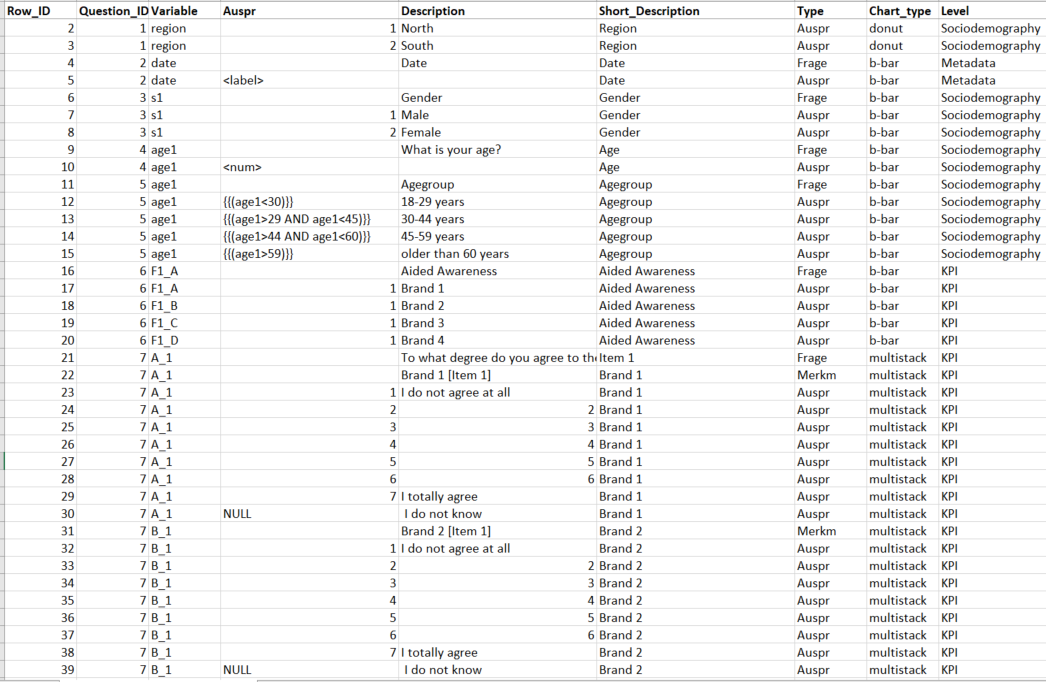 Row_ID Question_ID Variable Auspr Description Short_Description Type Chart_type Level
2 1 region 1 North Region Auspr donut Sociodemography
3 1 region 2 South Region Auspr donut Sociodemography
4 2 date Date Date Frage b-bar Metadata
5 2 date <label> Date Auspr b-bar Metadata
6 3 s1 Gender Gender Frage b-bar Sociodemography
7 3 s1 1 Male Gender Auspr b-bar Sociodemography
8 3 s1 2 Female Gender Auspr b-bar Sociodemography
9 4 age1 What is your age? Age Frage b-bar Sociodemography
10 4 age1 <num> Age Auspr b-bar Sociodemography
11 5 age1 Agegroup Agegroup Frage b-bar Sociodemography
12 5 age1 {{(age1<30)}} 18-29 years Agegroup Auspr b-bar Sociodemography
13 5 age1 {{(age1>29 AND age1<45)}} 30-44 years Agegroup Auspr b-bar Sociodemography
14 5 age1 {{(age1>44 AND age1<60)}} 45-59 years Agegroup Auspr b-bar Sociodemography
15 5 age1 {{(age1>59)}} older than 60 years Agegroup Auspr b-bar Sociodemography
16 6 F1_A Aided Awareness Aided Awareness Frage b-bar KPI
17 6 F1_A 1 Brand 1 Aided Awareness Auspr b-bar KPI
18 6 F1_B 1 Brand 2 Aided Awareness Auspr b-bar KPI
19 6 F1_C 1 Brand 3 Aided Awareness Auspr b-bar KPI
20 6 F1_D 1 Brand 4 Aided Awareness Auspr b-bar KPI
21 7 A_1 To what degree do you agree to the Item 1 Frage multistack KPI
22 7 A_1 Brand 1 [Item 1] Brand 1 Merkm multistack KPI
23 7 A_1 1 I do not agree at all Brand 1 Auspr multistack KPI
24 7 A_1 2 2 Brand 1 Auspr multistack KPI
25 7 A_1 3 3 Brand 1 Auspr multistack KPI
26 7 A_1 4 4 Brand 1 Auspr multistack KPI
27 7 A_1 5 5 Brand 1 Auspr multistack KPI
28 7 A_1 6 6 Brand 1 Auspr multistack KPI
29 7 A_1 7 I totally agree Brand 1 Auspr multistack KPI
30 7 A_1 NULL I do not know Brand 1 Auspr multistack KPI
31 7 B_1 Brand 2 [Item 1] Brand 2 Merkm multistack KPI
32 7 B_1 1 I do not agree at all Brand 2 Auspr multistack KPI
33 7 B_1 2 2 Brand 2 Auspr multistack KPI
34 7 B_1 3 3 Brand 2 Auspr multistack KPI
35 7 B_1 4 4 Brand 2 Auspr multistack KPI
36 7 B_1 5 5 Brand 2 Auspr multistack KPI
37 7 B_1 6 6 Brand 2 Auspr multistack KPI
38 7 B_1 7 I totally agree Brand 2 Auspr multistack KPI
39 7 B_1 NULL I do not know Brand 2 Auspr multistack KPI